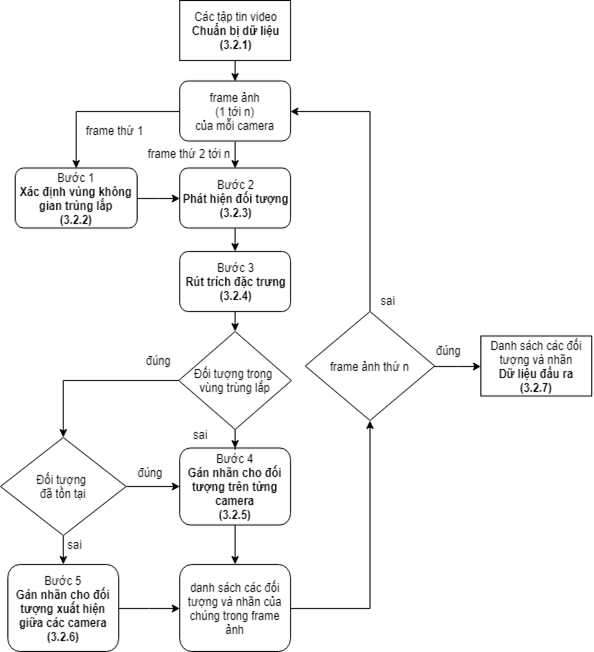 Các tập tin video
Chuẩn bị dữ liệu
(3.2.1)
frame ảnh
(1 tới n)
của mỗi camera
frame thứ 1
frame thứ 2 tới n
Bước 1
Xác định vùng không
gian trùng lắp
(3.2.2)
Bước 2
Phát hiện đối tượng
(3.2.3)
Bước 3
Rút trích đặc trưng
(3.2.4)
sai
đúng
Đối tượng trong
vùng trùng lắp
frame ảnh thứ n
đúng
Danh sách các đối
tượng và nhãn
Dữ liệu đầu ra
(3.2.7)
sai
Đối tượng
đã tồn tại
đúng
Bước 4
Gán nhãn cho đối
tượng trên từng
camera
(3.2.5)
sai
Bước 5
Gán nhãn cho đối
tượng xuất hiện
giữa các camera
(3.2.6)
danh sách các đối
tượng và nhãn của
chúng trong frame
ảnh